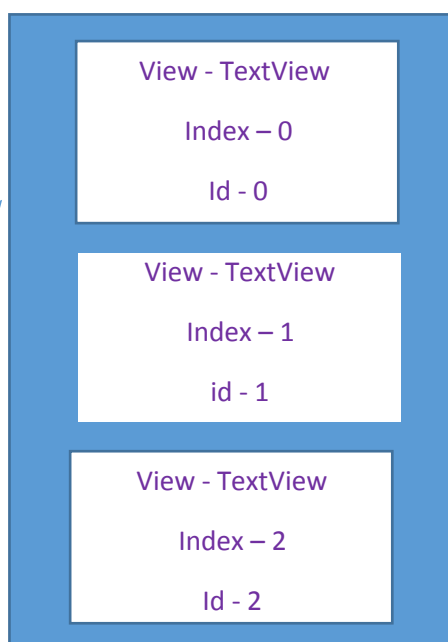 View - TextView
Index – 0
Id - 0
View - TextView
Index – 1
id - 1
View - TextView
Index – 2
Id - 2